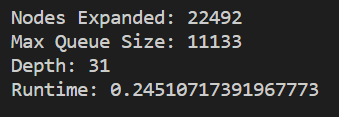 Nodes Expanded: 22492
Max Queue Size: 11133
Depth: 31
Runtime: 0.24510717391967773